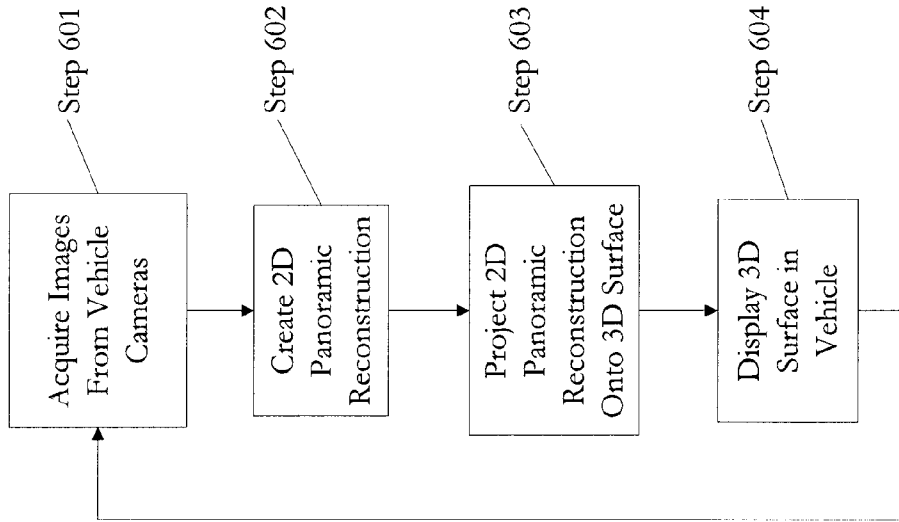 Acquire Images
From Vehicle
Cameras
Step 601
Create 2D
Panoramic
Reconstruction
Step 602
Project 2D
Panoramic
Reconstruction
Onto 3D Surface
Step 603
Display 3D
Surface in
Vehicle
Step 604